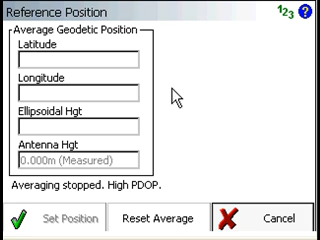 Reference Position
123
Average Geodetic Position
Latitude
Longitude
Ellipsoidal Hgt
Antenna Hgt
0.000m (Measured)
Averaging stopped. High PDOP.
Set Position
Reset Average
Cancel